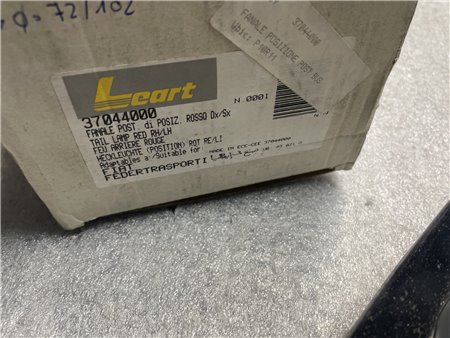 72/102
37044000
FANALE POSIZIONE POST BUS
Leart
N 0001
37044000
FANALE POST di POSIZ. ROSSO Dx/Sx
TAIL LAMP RED RH/LH
FEU ARRIERE ROUGE
HECKLEUCHTE (POSITION) ROT RE/LI
Adaptables a:/Suitable for MADE IN ECC-CEE 37044000
FIAT
FEDERTRASPORTI